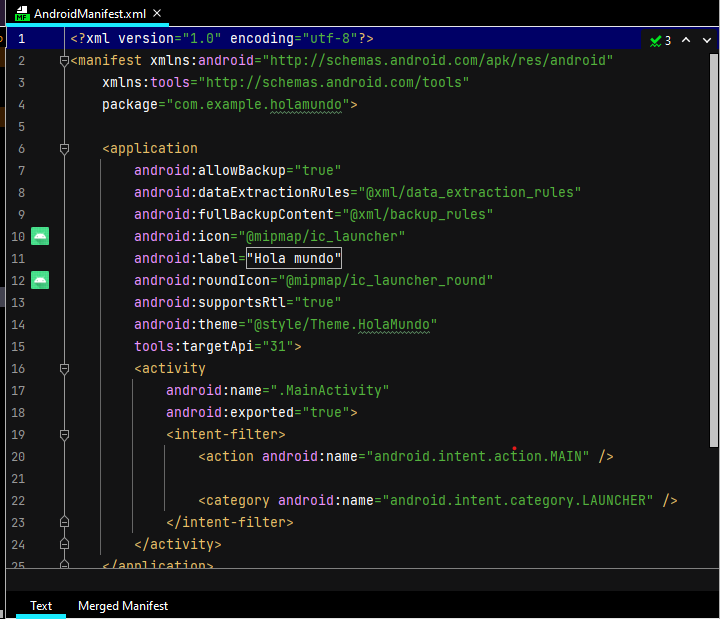 AndroidManifest.xml
3
1 <?xml version="1.0" encoding="utf-8"?>
2 <manifest xmlns:android="http://schemas.android.com/apk/res/android"
3 xmlns:tools="http://schemas.android.com/tools"
4 package="com.example.holamundo">
5
6 <application
7 android:allowBackup="true"
8 android:dataExtractionRules="@xml/data_extraction_rules"
9 android:fullBackupContent="@xml/backup_rules"
10 android:icon="@mipmap/ic_launcher"
11 android:label="Hola mundo"
12 android:roundIcon="@mipmap/ic_launcher_round"
13 android:supportsRtl="true"
14 android:theme="@style/Theme.HolaMundo"
15 tools:targetApi="31">
16 <activity
17 android:name=".MainActivity"
18 android:exported="true">
19 <intent-filter>
20 <action android:name="android.intent.action.MAIN" />
21
22 <category android:name="android.intent.category.LAUNCHER" />
23 </intent-filter>
24 </activity>
25 </application>
Text Merged Manifest